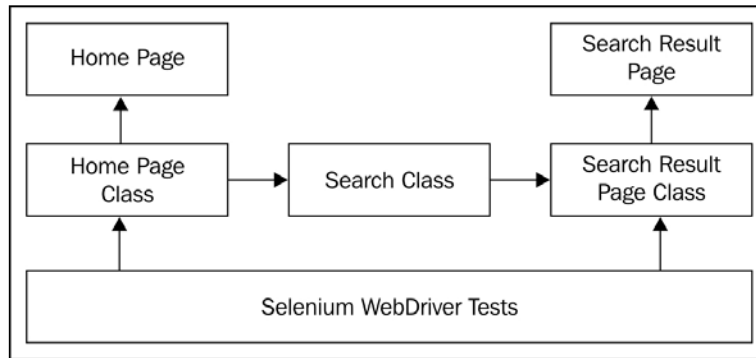 Home Page
Search Result
Page
Home Page
Class
Search Class
Search Result
Page Class
Selenium WebDriver Tests